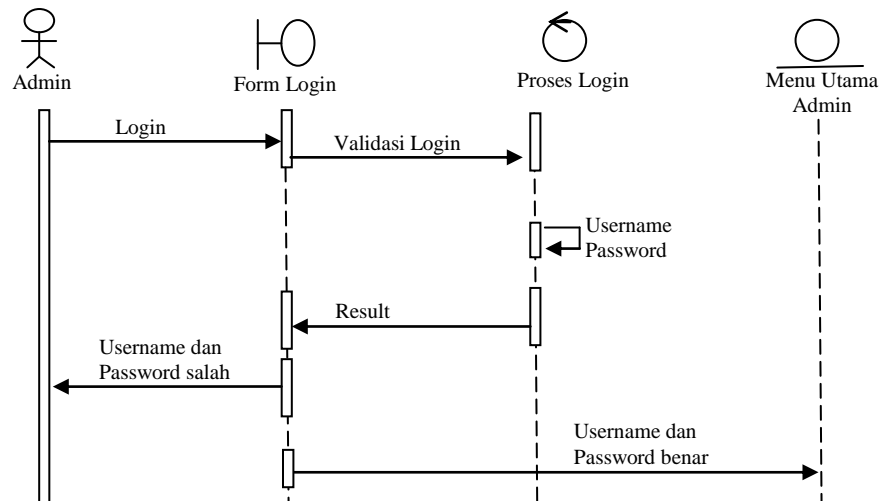 Admin
Form Login
Proses Login
Menu Utama
Admin
Login
Validasi Login
Username
Password
Result
Username dan
Password salah
Username dan
Password benar